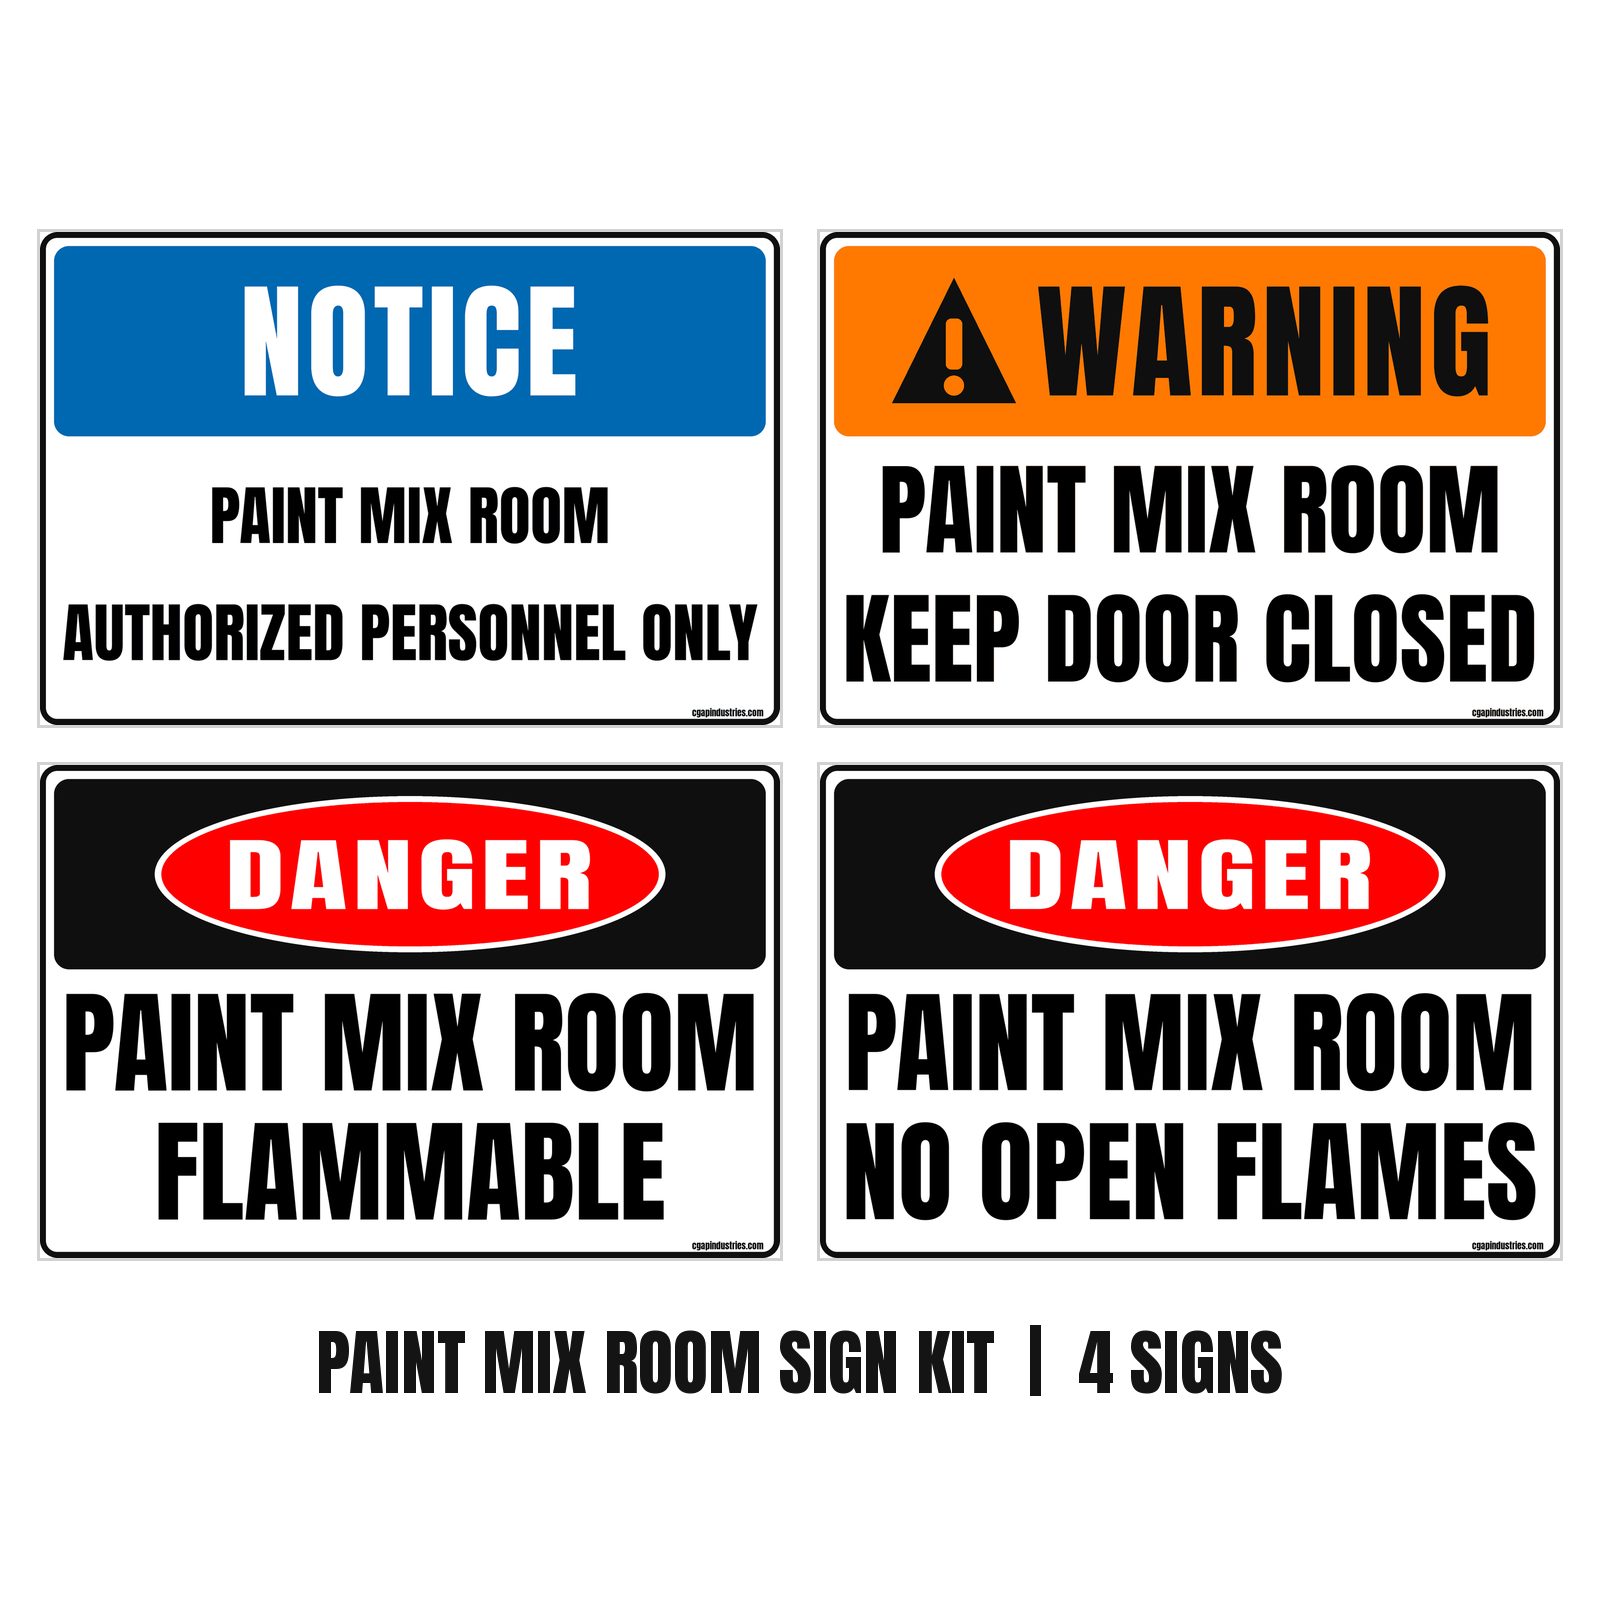 NOTICE
PAINT MIX ROOM
AUTHORIZED PERSONNEL ONLY
cgapindustries.com
WARNING
PAINT MIX ROOM
KEEP DOOR CLOSED
cgapindustries.com
DANGER
PAINT MIX ROOM
FLAMMABLE
cgapindustries.com
DANGER
PAINT MIX ROOM
NO OPEN FLAMES
cgapindustries.com
PAINT MIX ROOM SIGN KIT | 4 SIGNS